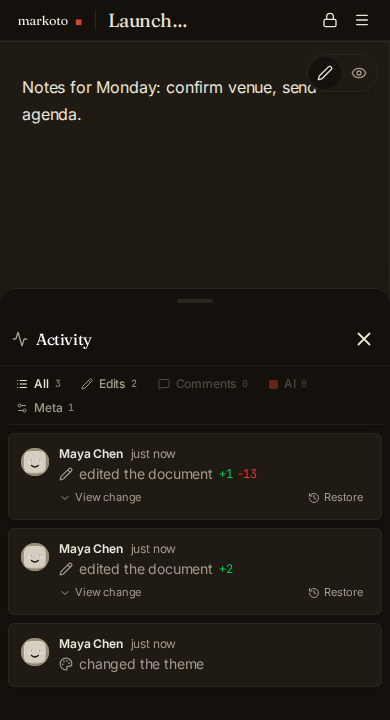 markoto
Launch...
Notes for Monday: confirm venue, send
agenda.
Activity
All 3 Edits 2 Comments 0 AI 0
Meta 1
Maya Chen just now
edited the document +1 -13
View change Restore
Maya Chen just now
edited the document +2
View change Restore
Maya Chen just now
changed the theme